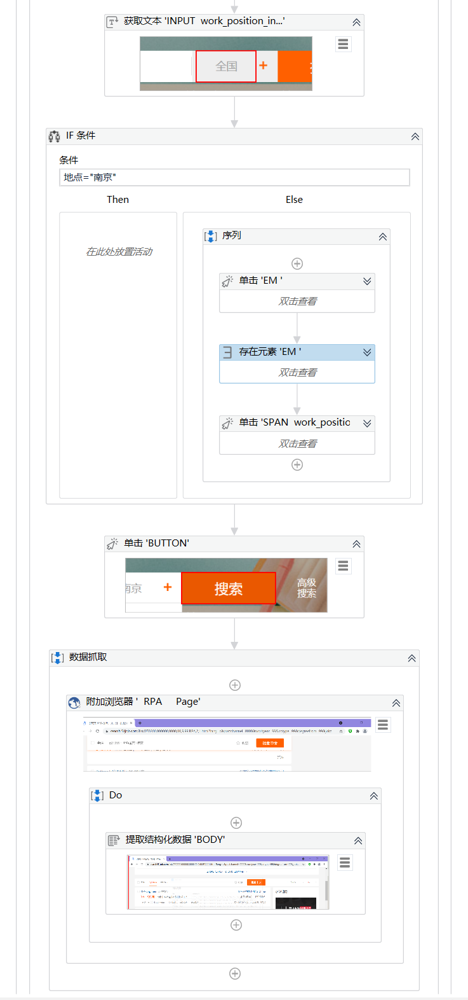 获取文本 'INPUT  work_position_in...'
全国
+
IF 条件
条件
地点="南京"
Then
Else
在此处放置活动
序列
单击 'EM '
双击查看
存在元素 'EM '
双击查看
单击 'SPAN  work_positio
双击查看
单击 'BUTTON'
南京
+
搜索
高级
搜索
数据抓取
附加浏览器 '  RPA     Page'
Do
提取结构化数据 'BODY'